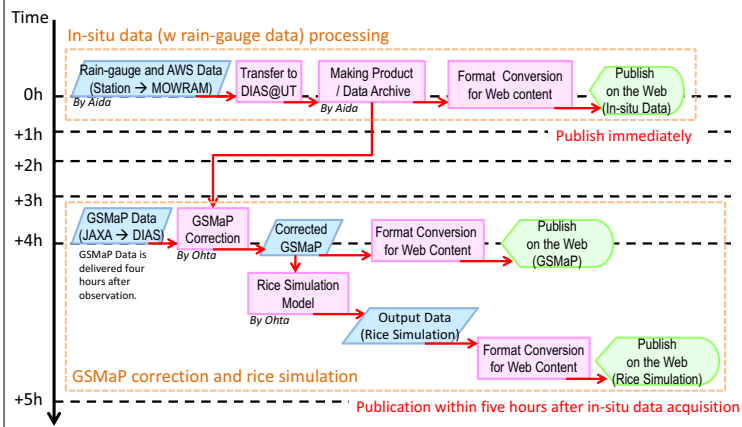 Time
In-situ data (w rain-gauge data) processing
Rain-gauge and AWS Data
(Station → MOWRAM)
By Aida
Transfer to
DIAS@UT
Making Product
/ Data Archive
By Aida
Format Conversion
for Web content
Publish
on the Web
(In-situ Data)
0h
Publish immediately
+1h
+2h
+3h
+4h
GSMaP Data
(JAXA → DIAS)
GSMaP Data is
delivered four
hours after
observation.
GSMaP
Correction
By Ohta
Corrected
GSMaP
Format Conversion
for Web Content
Publish
on the Web
(GSMaP)
Rice Simulation
Model
By Ohta
Output Data
(Rice Simulation)
Format Conversion
for Web Content
Publish
on the Web
(Rice Simulation)
GSMaP correction and rice simulation
+5h
Publication within five hours after in-situ data acquisition